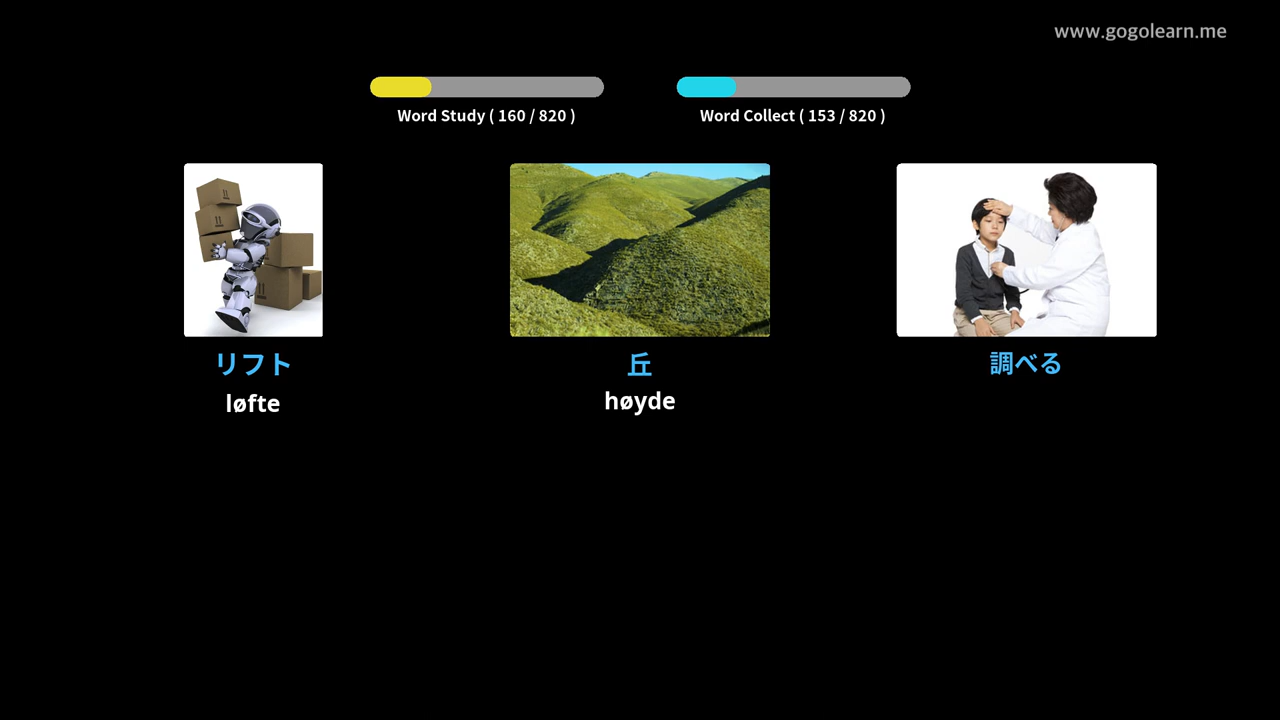 www.gogolearn.me
Word Study ( 160 / 820 )
Word Collect ( 153 / 820 )
リフト
løfte
丘
høyde
調べる